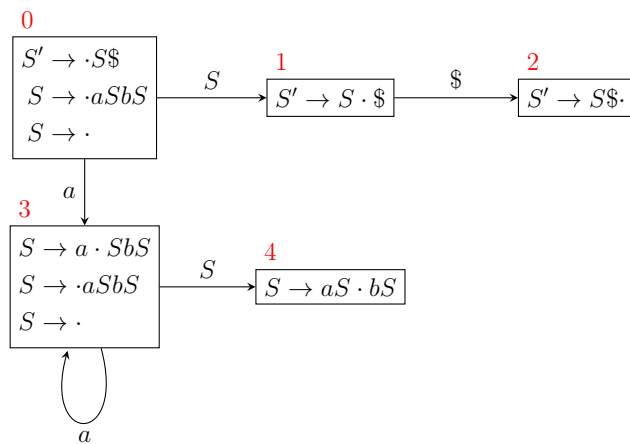 0
S′ → ·S$
S → ·aSbS
S → ·
S
1
S′ → S · $
$
2
S′ → S$·
a
3
S → a · SbS
S → ·aSbS
S → ·
S
4
S → aS · bS
a